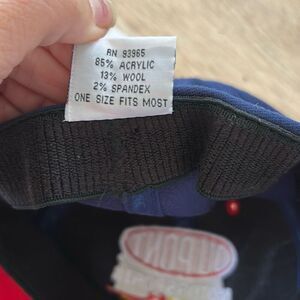 RN 93965
85% ACRYLIC
13% WOOL
2% SPANDEX
ONE SIZE FITS MOST